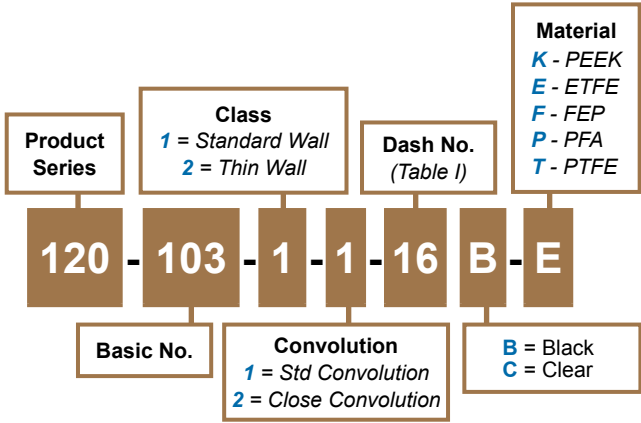 Material
K - PEEK
E - ETFE
F - FEP
P - PFA
T - PTFE
Class
1 = Standard Wall
2 = Thin Wall
Product
Series
Dash No.
(Table I)
120 - 103 - 1 - 1 - 16 B - E
Basic No.
Convolution
1 = Std Convolution
2 = Close Convolution
B = Black
C = Clear